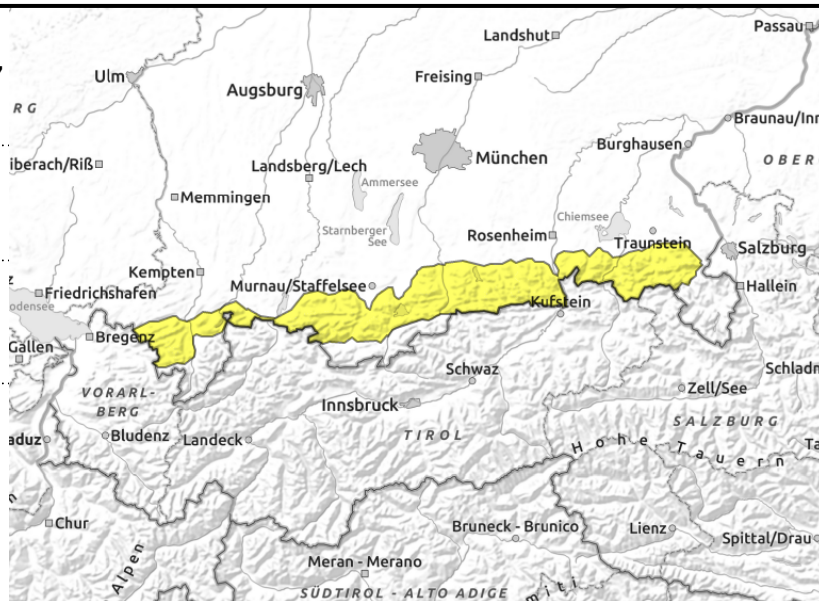 Passau
Landshut
Ulm
Freising
Augsburg
RG
Braunau/Inn
Burghausen
München
OBER
iberach/Riß
Landsberg/Lech
Ammersee
Memmingen
Chiemsee
Starnberger
See
Rosenheim
Traunstein
Salzburg
Kempten
Murnau/Staffelsee
Hallein
z
Friedrichshafen
odensee
Kufstein
Bregenz
Gallen
Schwaz
Schladm
VORARL-
BERG
Zell/See
Innsbruck
SALZBURG
aduz
Bludenz
Landeck
TIROL
Hohe Tauern
Ta
Chur
Bruneck - Brunico
Lienz
Spittal/Drau
Alpen
Meran - Merano
SÜDTIROL - ALTO ADIGE
miti